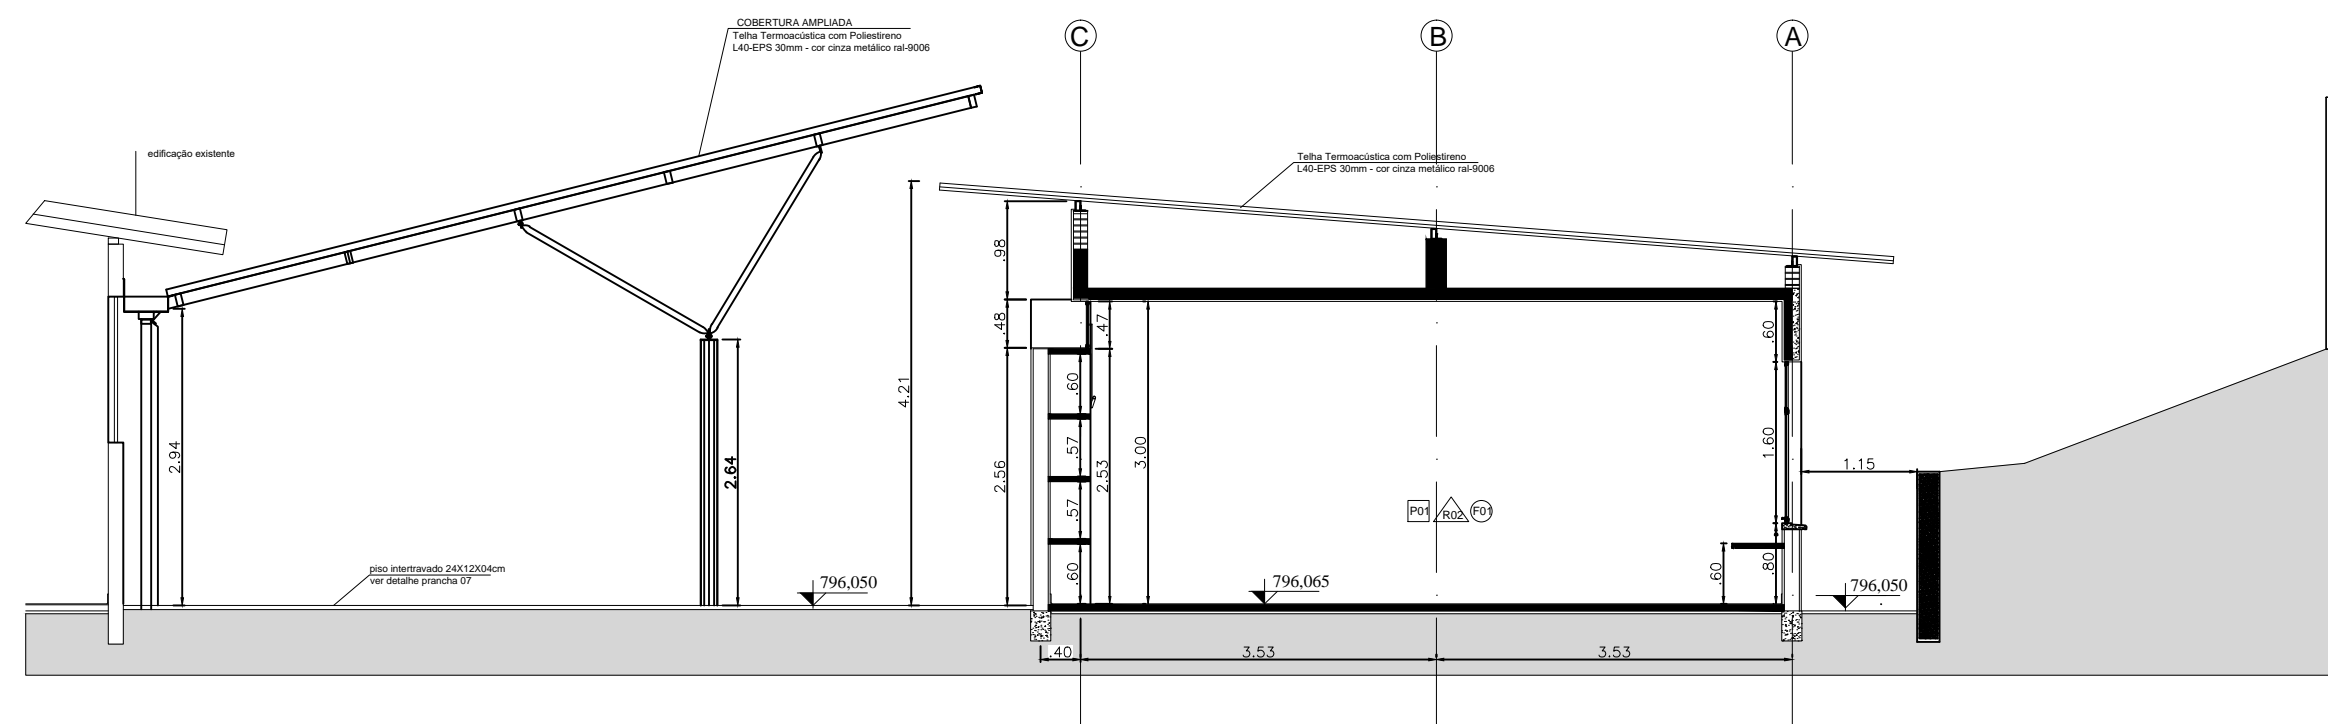 COBERTURA AMPLIADA
Telha Termoacústica com Poliestireno
L40-EPS 30mm - cor cinza metálico ral-9006
C
B
A
edificação existente
Telha Termoacústica com Poliestireno
L40-EPS 30mm - cor cinza metálico ral-9006
.98
.48
.47
.60
4.21
.60
2.94
2.64
2.56
.57
2.53
3.00
1.60
1.15
.57
P01
R02
F01
piso intertravado 24X12X04cm
ver detalhe prancha 07
796,050
.60
796,065
.60
.80
796,050
.40
3.53
3.53